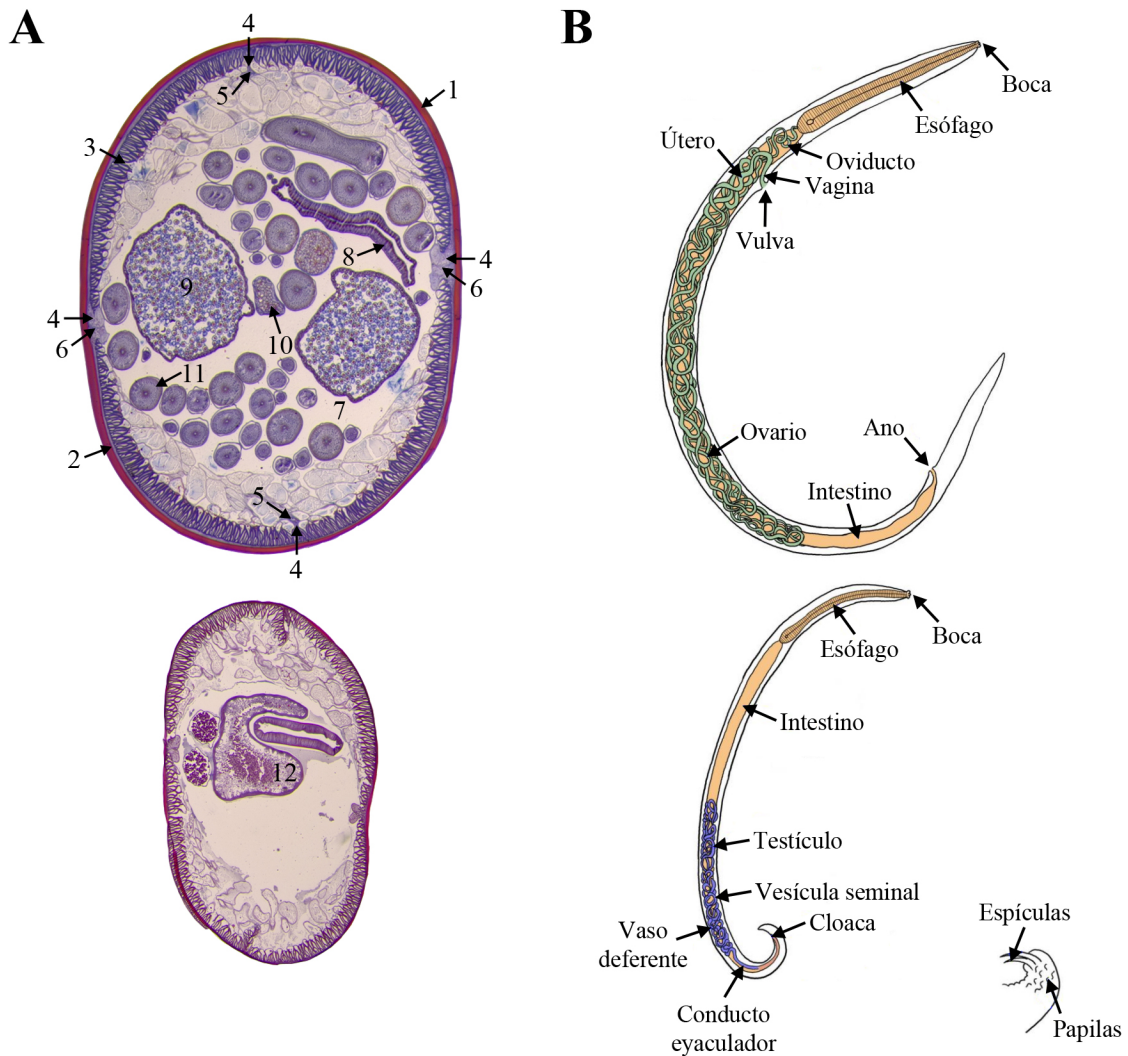 A
4
5
1
3
8
4
6
9
10
4
6
11
7
2
5
4
12
B
Boca
Esófago
Útero
Oviducto
Vagina
Vulva
Ovario
Ano
Intestino
Boca
Esófago
Intestino
Testículo
Vesícula seminal
Vaso
deferente
Cloaca
Conducto
eyaculador
Espículas
Papilas